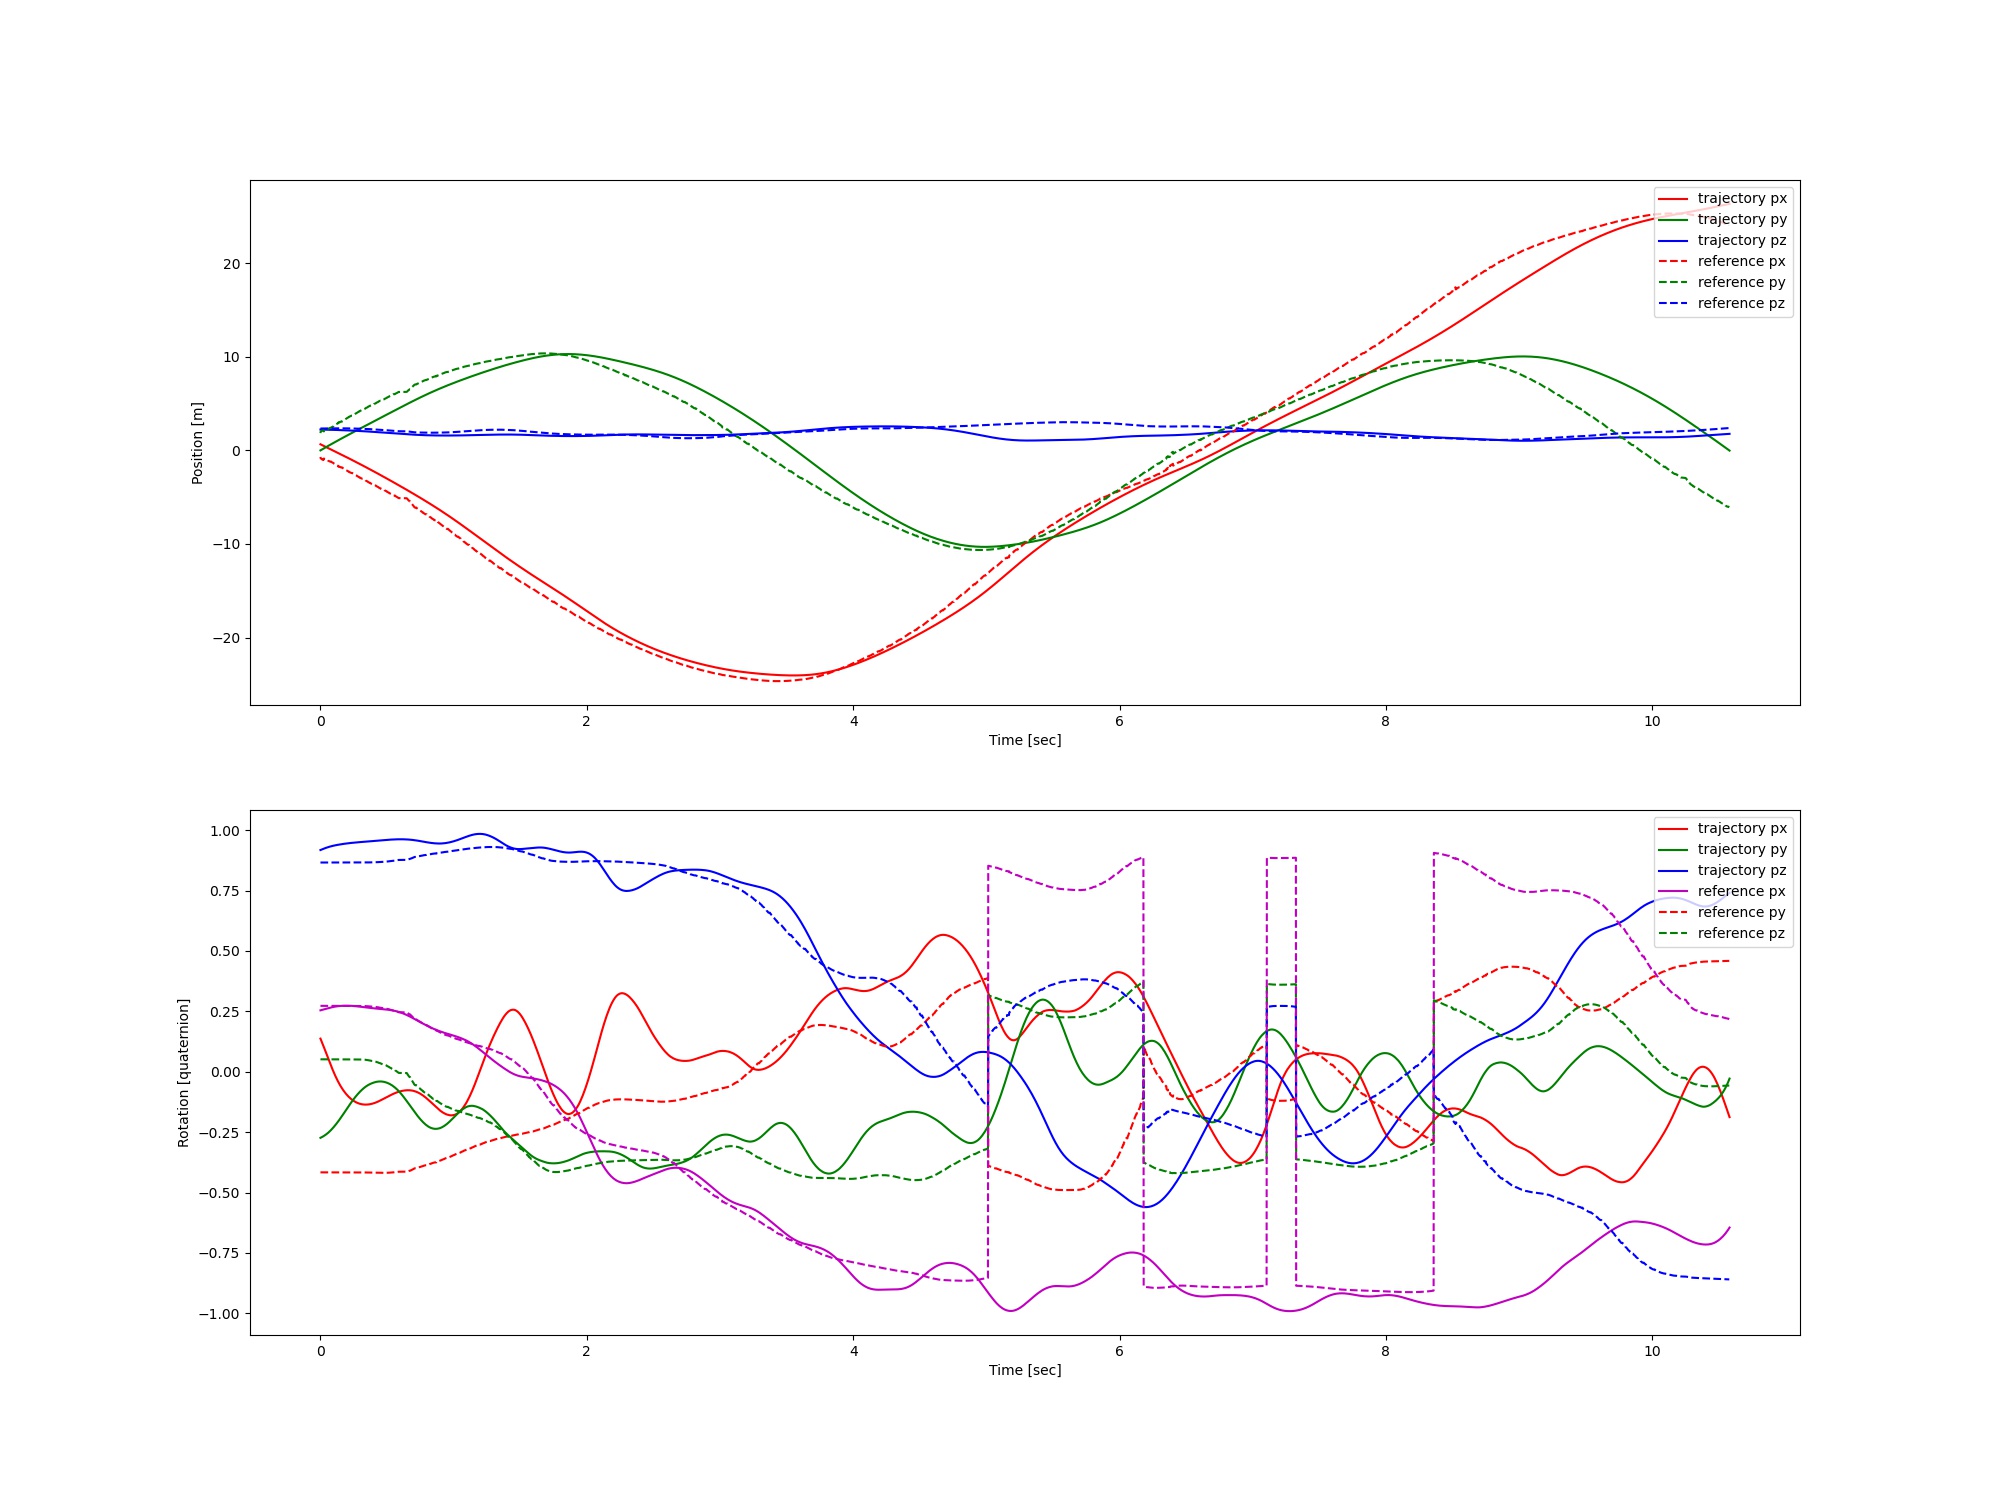 trajectory px
trajectory py
trajectory pz
reference px
reference py
reference pz
Position [m]
20
10
0
−10
−20
0
2
4
6
8
10
Time [sec]
trajectory px
trajectory py
trajectory pz
reference px
reference py
reference pz
Rotation [quaternion]
1.00
0.75
0.50
0.25
0.00
−0.25
−0.50
−0.75
−1.00
0
2
4
6
8
10
Time [sec]